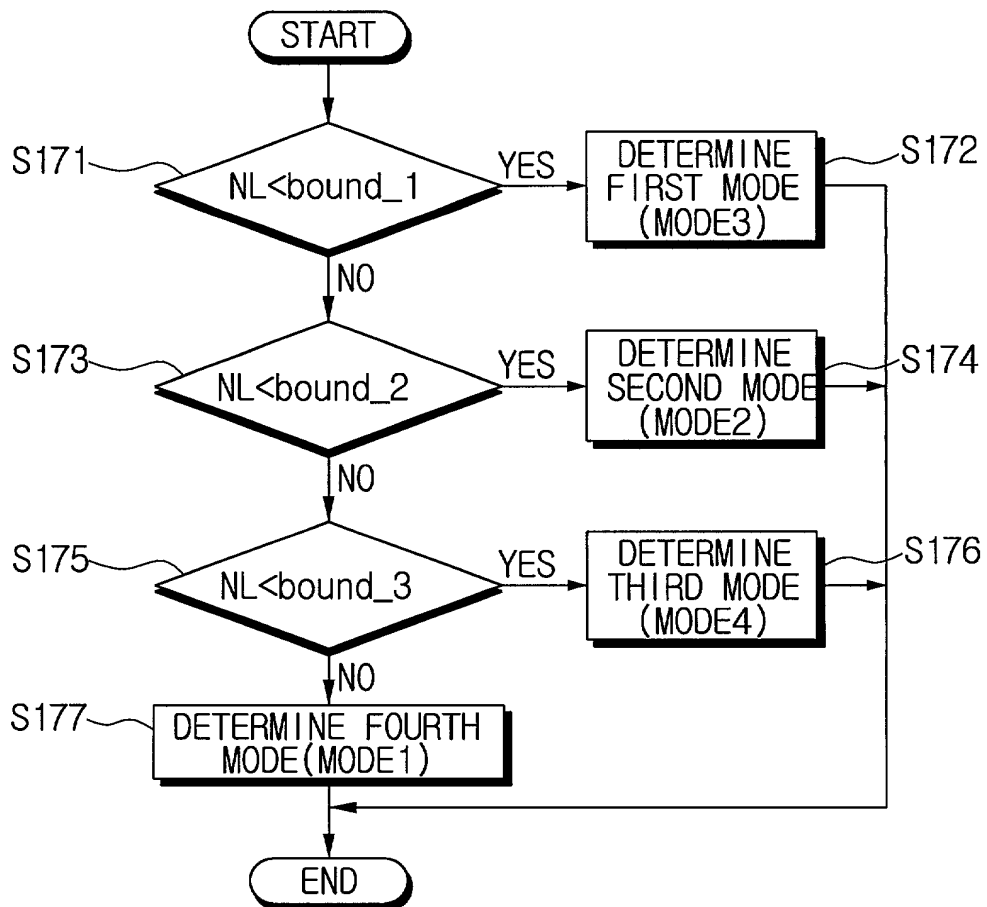 START
S171
NL<bound_1
YES
DETERMINE
FIRST MODE
(MODE3)
S172
NO
S173
NL<bound_2
YES
DETERMINE
SECOND MODE
(MODE2)
S174
NO
S175
NL<bound_3
YES
DETERMINE
THIRD MODE
(MODE4)
S176
NO
S177
DETERMINE FOURTH
MODE(MODE1)
END